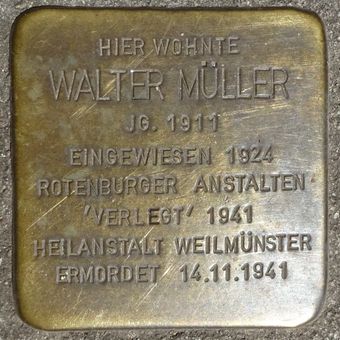 HIER WOHNTE
WALTER MÜLLER
JG. 1911
EINGEWIESEN 1924
ROTENBURGER ANSTALTEN
'VERLEGT' 1941
HEILANSTALT WEILMÜNSTER
ERMORDET 14.11.1941